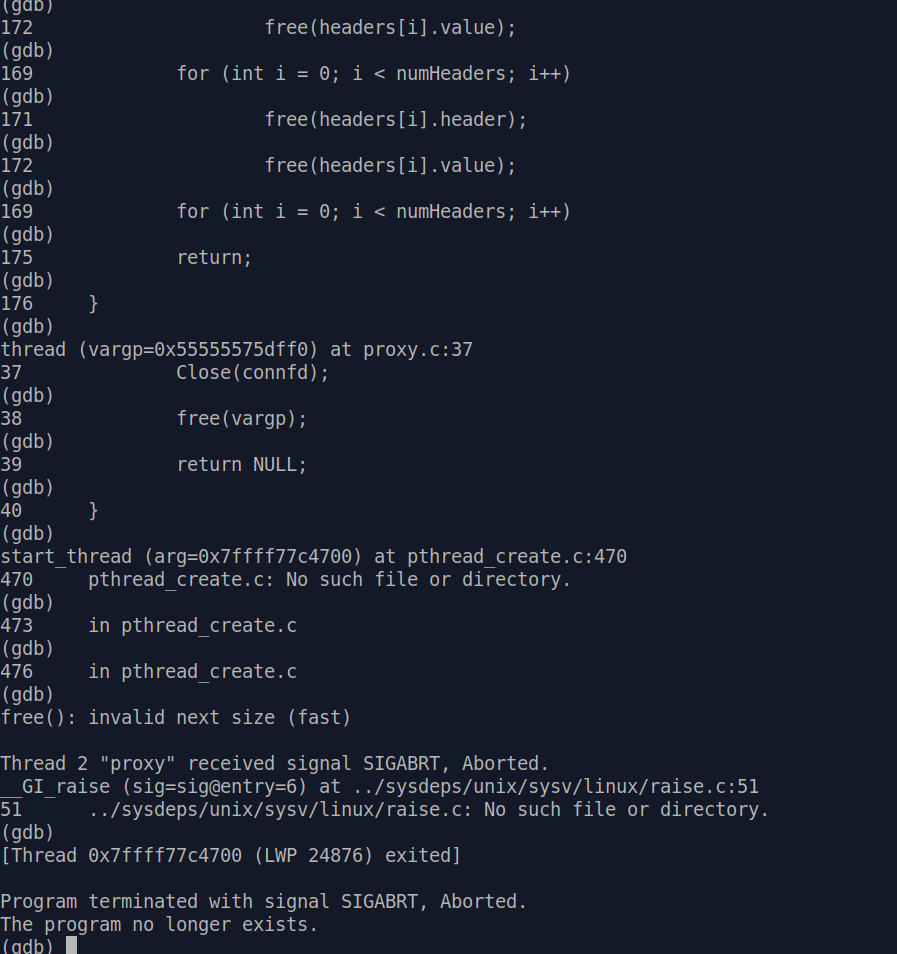 (gdb)
172                     free(headers[i].value);
(gdb)
169             for (int i = 0; i < numHeaders; i++)
(gdb)
171                     free(headers[i].header);
(gdb)
172                     free(headers[i].value);
(gdb)
169             for (int i = 0; i < numHeaders; i++)
(gdb)
175             return;
(gdb)
176     }
(gdb)
thread (vargp=0x55555575dff0) at proxy.c:37
37              Close(connfd);
(gdb)
38              free(vargp);
(gdb)
39              return NULL;
(gdb)
40      }
(gdb)
start_thread (arg=0x7ffff77c4700) at pthread_create.c:470
470     pthread_create.c: No such file or directory.
(gdb)
473     in pthread_create.c
(gdb)
476     in pthread_create.c
(gdb)
free(): invalid next size (fast)

Thread 2 "proxy" received signal SIGABRT, Aborted.
__GI_raise (sig=sig@entry=6) at ../sysdeps/unix/sysv/linux/raise.c:51
51      ../sysdeps/unix/sysv/linux/raise.c: No such file or directory.
(gdb)
[Thread 0x7ffff77c4700 (LWP 24876) exited]

Program terminated with signal SIGABRT, Aborted.
The program no longer exists.
(gdb)